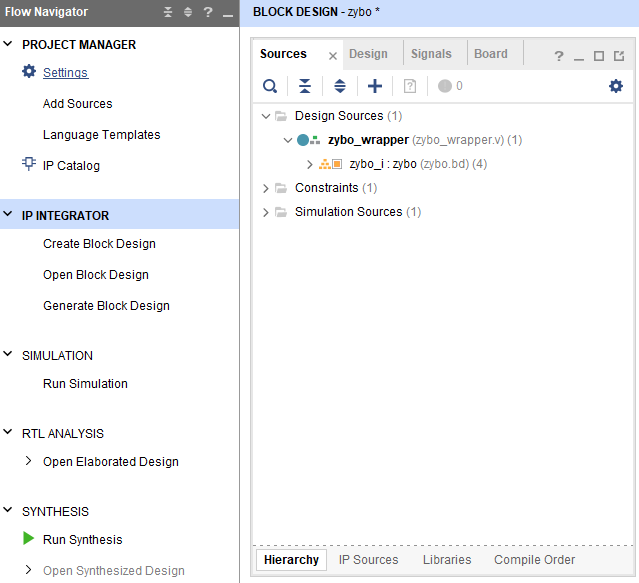 Flow Navigator ?
PROJECT MANAGER
Settings
Add Sources
Language Templates
IP Catalog
IP INTEGRATOR
Create Block Design
Open Block Design
Generate Block Design
SIMULATION
Run Simulation
RTL ANALYSIS
Open Elaborated Design
SYNTHESIS
Run Synthesis
Open Synthesized Design
BLOCK DESIGN - zybo *
Sources Design Signals Board ?
? 0
Design Sources (1)
zybo_wrapper (zybo_wrapper.v) (1)
zybo_i : zybo (zybo.bd) (4)
Constraints (1)
Simulation Sources (1)
Hierarchy IP Sources Libraries Compile Order